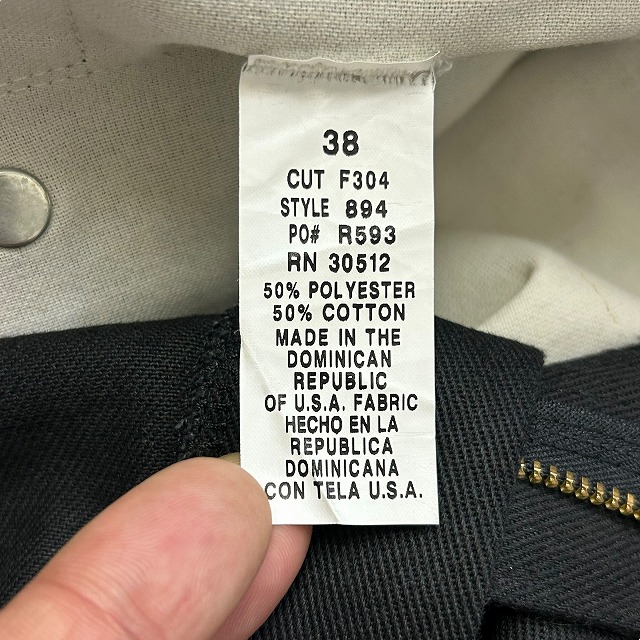 38
CUT F304
STYLE 894
PO# R593
RN 30512
50% POLYESTER
50% COTTON
MADE IN THE
DOMINICAN
REPUBLIC
OF U.S.A. FABRIC
HECHO EN LA
REPUBLICA
DOMINICANA
CON TELA U.S.A.